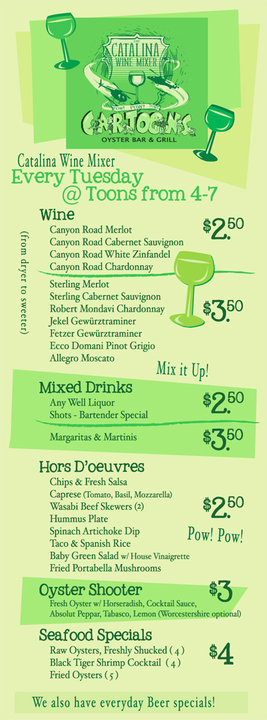 CATALINA
WINE MIXER
CARTOONS
OYSTER BAR & GRILL
Catalina Wine Mixer
Every Tuesday
@ Toons from 4-7
(from dryer to sweeter)
Wine
$2.50
Canyon Road Merlot
Canyon Road Cabernet Sauvignon
Canyon Road White Zinfandel
Canyon Road Chardonnay
Sterling Merlot
Sterling Cabernet Sauvignon
Robert Mondavi Chardonnay
$3.50
Jekel Gewürztraminer
Fetzer Gewürztraminer
Ecco Domani Pinot Grigio
Allegro Moscato
Mix it Up!
Mixed Drinks
Any Well Liquor
$2.50
Shots - Bartender Special
Margaritas & Martinis
$3.50
Hors D'oeuvres
Chips & Fresh Salsa
Caprese (Tomato, Basil, Mozzarella)
Wasabi Beef Skewers (2)
$2.50
Hummus Plate
Spinach Artichoke Dip
Pow! Pow!
Taco & Spanish Rice
Baby Green Salad w/ House Vinaigrette
Fried Portabella Mushrooms
Oyster Shooter
$3
Fresh Oyster w/ Horseradish, Cocktail Sauce,
Absolut Peppar, Tabasco, Lemon (Worcestershire optional)
Seafood Specials
Raw Oysters, Freshly Shucked (4)
$4
Black Tiger Shrimp Cocktail (4)
Fried Oysters (5)
We also have everyday Beer specials!